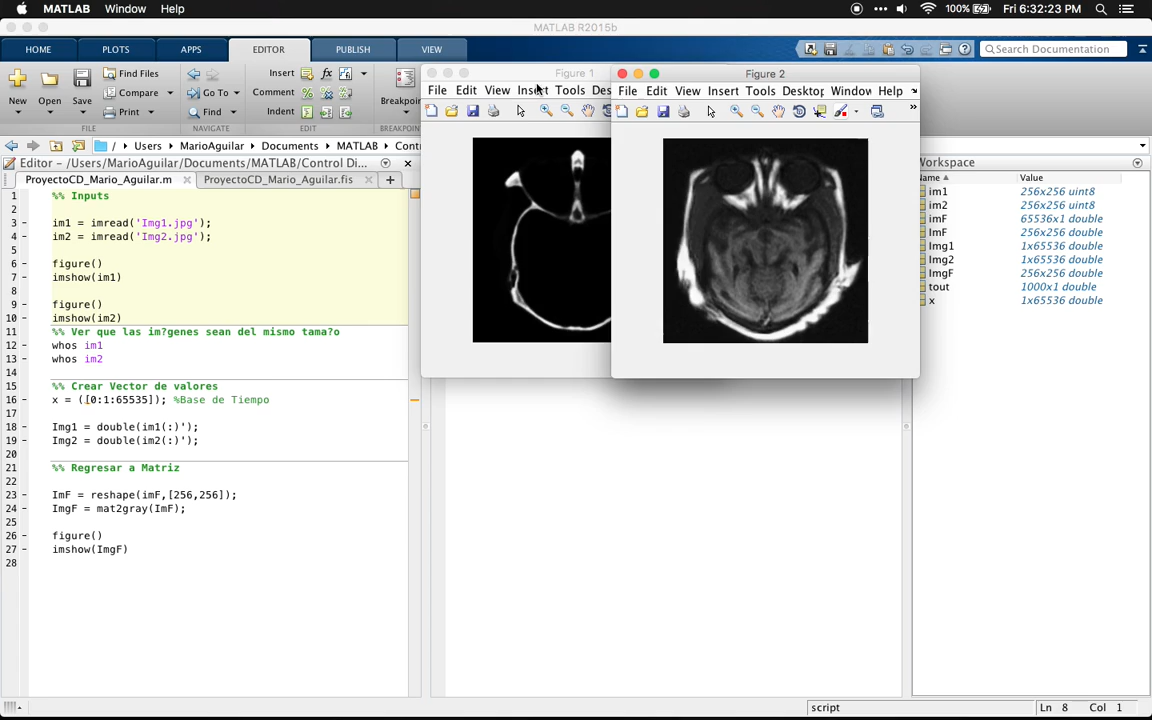 MATLAB Window Help 100% Fri 6:32:23 PM
MATLAB R2015b
HOME PLOTS APPS EDITOR PUBLISH VIEW Search Documentation
New Open Save Find Files Compare Print Go To Find Insert Comment Indent
FILE NAVIGATE EDIT
/ Users MarioAguilar Documents MATLAB
Editor - /Users/MarioAguilar/Documents/MATLAB/Control Di...
ProyectoCD_Mario_Aguilar.m ProyectoCD_Mario_Aguilar.fis
1 %% Inputs
2
3 - im1 = imread('Img1.jpg');
4 - im2 = imread('Img2.jpg');
5
6 - figure()
7 - imshow(im1)
8
9 - figure()
10 - imshow(im2)
11 %% Ver que las im?genes sean del mismo tama?o
12 - whos im1
13 - whos im2
14
15 %% Crear Vector de valores
16 - x = ([0:1:65535]); %Base de Tiempo
17
18 - Img1 = double(im1(:)');
19 - Img2 = double(im2(:)');
20
21 %% Regresar a Matriz
22
23 - ImF = reshape(imF,[256,256]);
24 - ImgF = mat2gray(ImF);
25
26 - figure()
27 - imshow(ImgF)
28
Figure 1
File Edit View Insert Tools
Figure 2
File Edit View Insert Tools Desktop Window Help
Workspace
Name Value
im1 256x256 uint8
im2 256x256 uint8
imF 65536x1 double
ImF 256x256 double
Img1 1x65536 double
Img2 1x65536 double
ImgF 256x256 double
tout 1000x1 double
x 1x65536 double
script Ln 8 Col 1